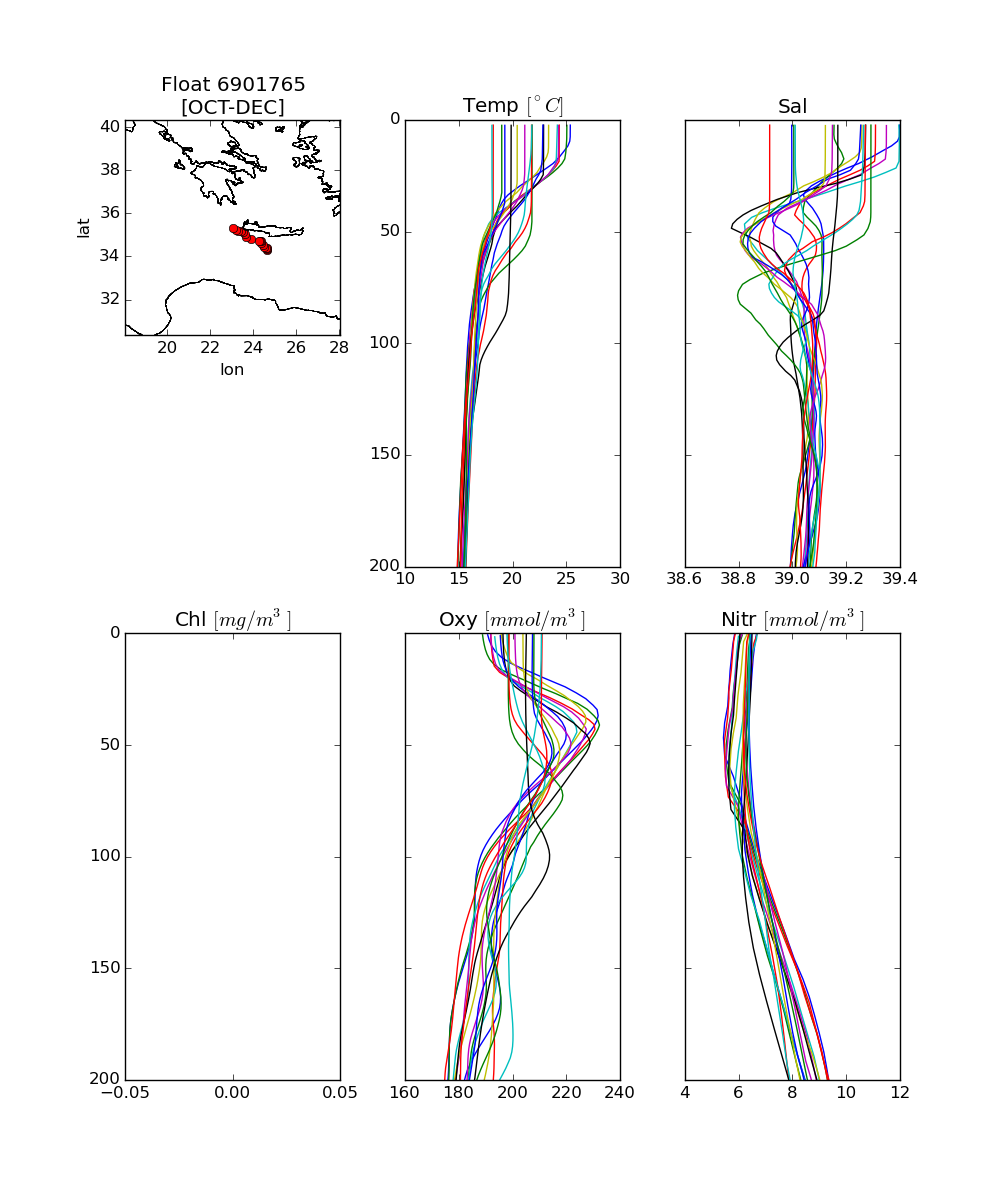 Float 6901765
[OCT-DEC]
40
38
36
34
32
lat
20 22 24 26 28
lon
Temp [°C]
0
50
100
150
200
10 15 20 25 30
Sal
38.6 38.8 39.0 39.2 39.4
Chl [mg/m³ ]
0
50
100
150
200
−0.05 0.00 0.05
Oxy [mmol/m³ ]
160 180 200 220 240
Nitr [mmol/m³ ]
4 6 8 10 12